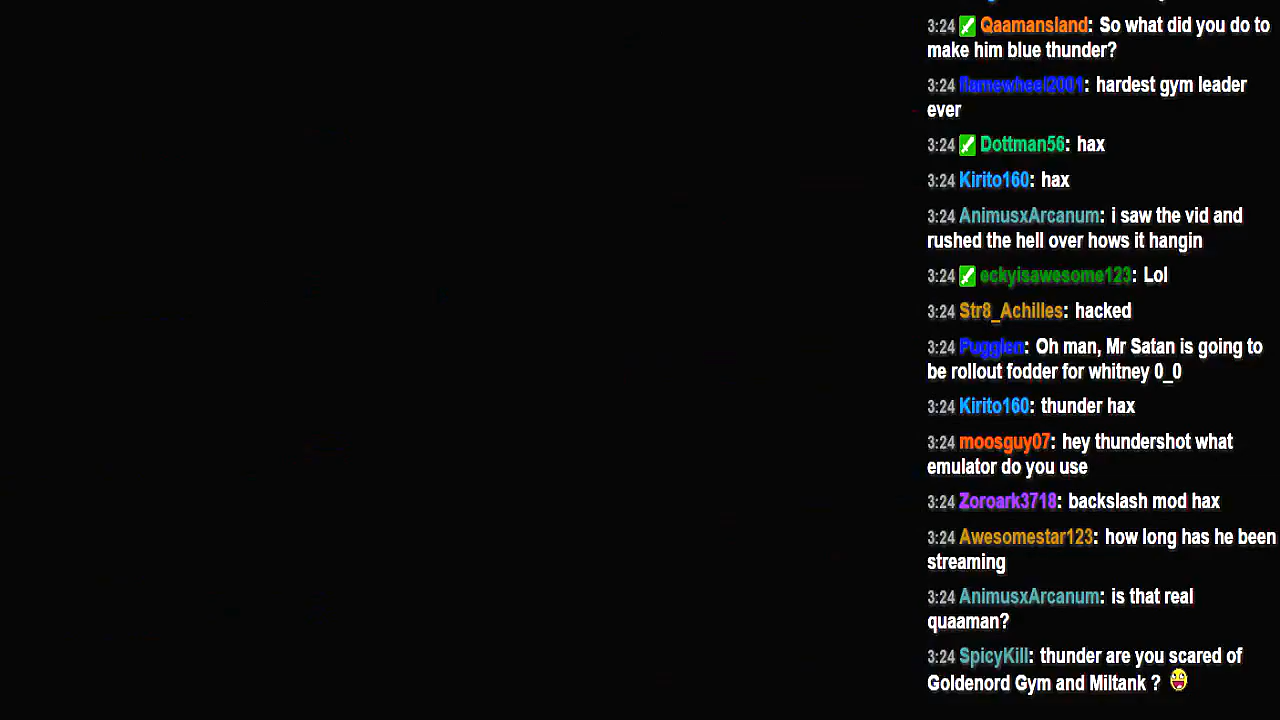 3:24 Qaamansland: So what did you do to
make him blue thunder?
3:24 flamewheel2001: hardest gym leader
ever
3:24 Dottman56: hax
3:24 Kirito160: hax
3:24 AnimusxArcanum: i saw the vid and
rushed the hell over hows it hangin
3:24 eckyisawesome123: Lol
3:24 Str8_Achilles: hacked
3:24 Pugglen: Oh man, Mr Satan is going to
be rollout fodder for whitney 0_0
3:24 Kirito160: thunder hax
3:24 moosguy07: hey thundershot what
emulator do you use
3:24 Zoroark3718: backslash mod hax
3:24 Awesomestar123: how long has he been
streaming
3:24 AnimusxArcanum: is that real
quaaman?
3:24 SpicyKill: thunder are you scared of
Goldenord Gym and Miltank ?